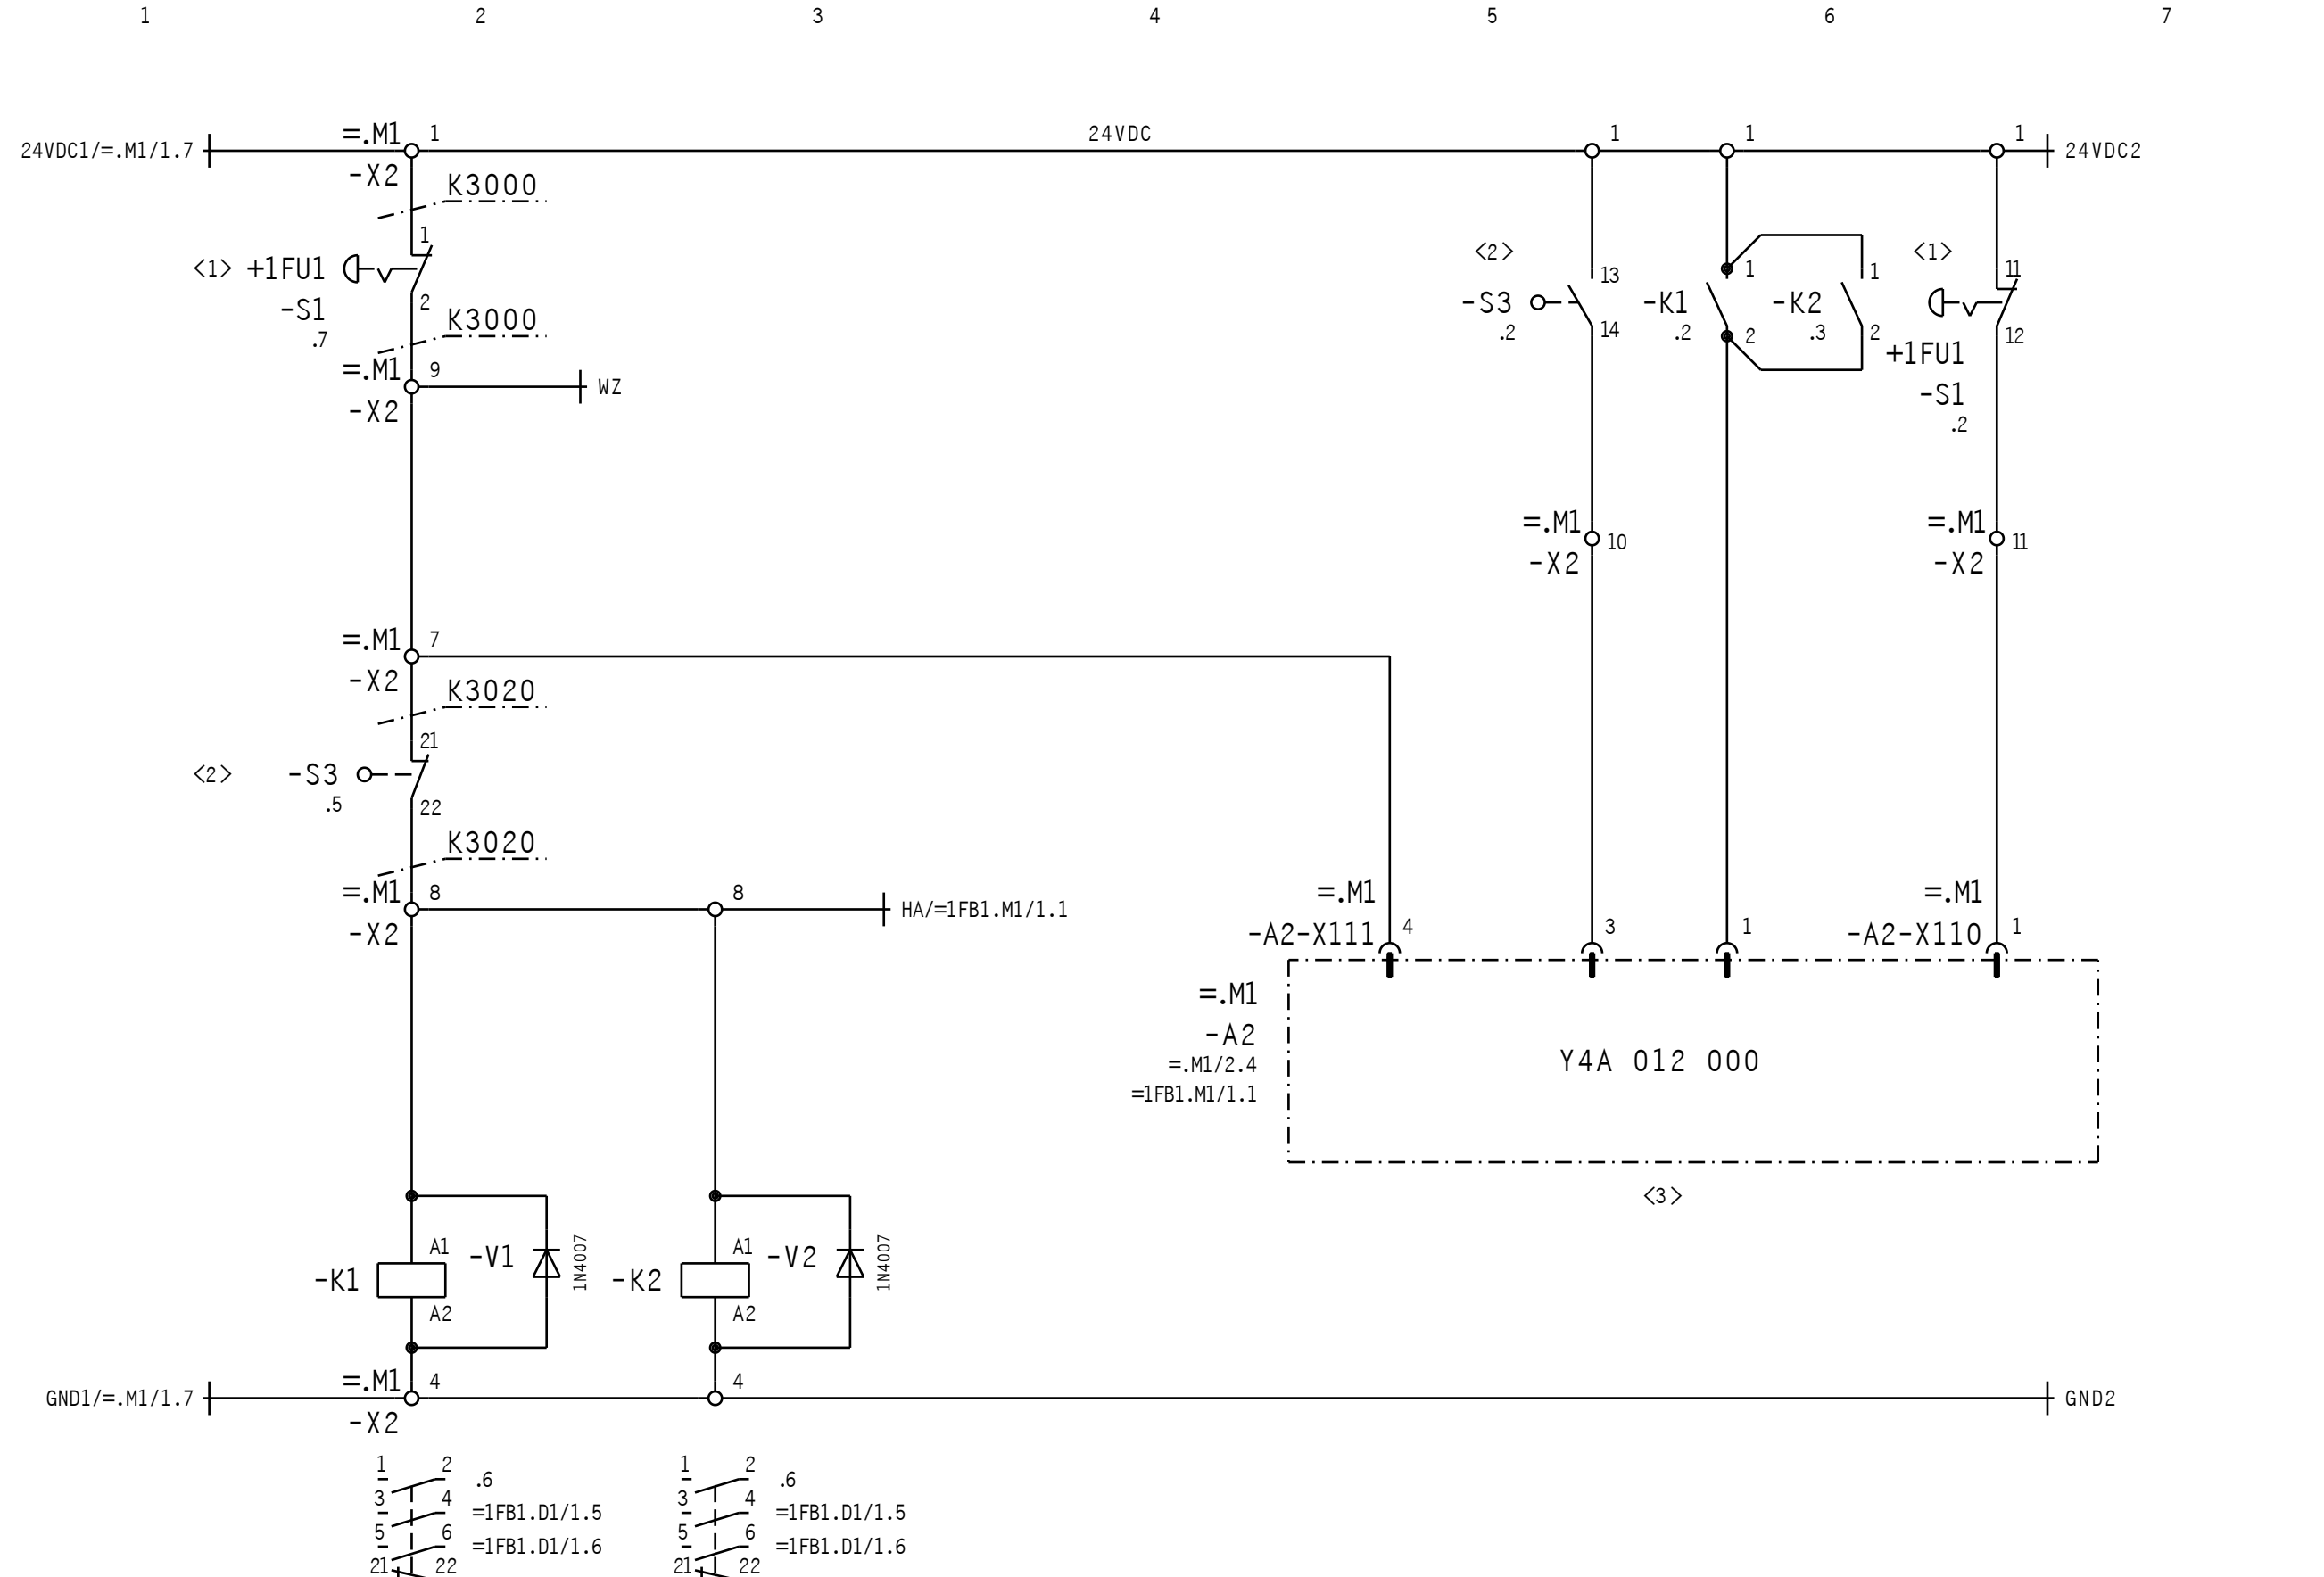 1 2 3 4 5 6 7
=.M1 1 24VDC 1 1 1
24VDC1/=.M1/1.7 24VDC2
-X2
K3000
1 <2> <1>
<1> +1FU1 13 1 1 11
-S1 2 -S3 -K1 -K2
.7 K3000 .2 14 .2 2 .3 2 12
+1FU1
=.M1 9
WZ -S1
-X2 .2
=.M1 =.M1
10 11
-X2 -X2
=.M1 7
-X2
K3020
21
<2> -S3
.5 22
K3020
=.M1 8 8 =.M1 =.M1
HA/=1FB1.M1/1.1
-X2 -A2-X111 4 3 1 -A2-X110 1
=.M1
-A2
=.M1/2.4 Y4A 012 000
=1FB1.M1/1.1
<3>
A1 -V1 1N4007 A1 -V2 1N4007
-K1 -K2
A2 A2
=.M1 4 4
GND1/=.M1/1.7 GND2
-X2
1 2 .6 1 2 .6
3 4 =1FB1.D1/1.5 3 4 =1FB1.D1/1.5
5 6 =1FB1.D1/1.6 5 6 =1FB1.D1/1.6
21 22 21 22